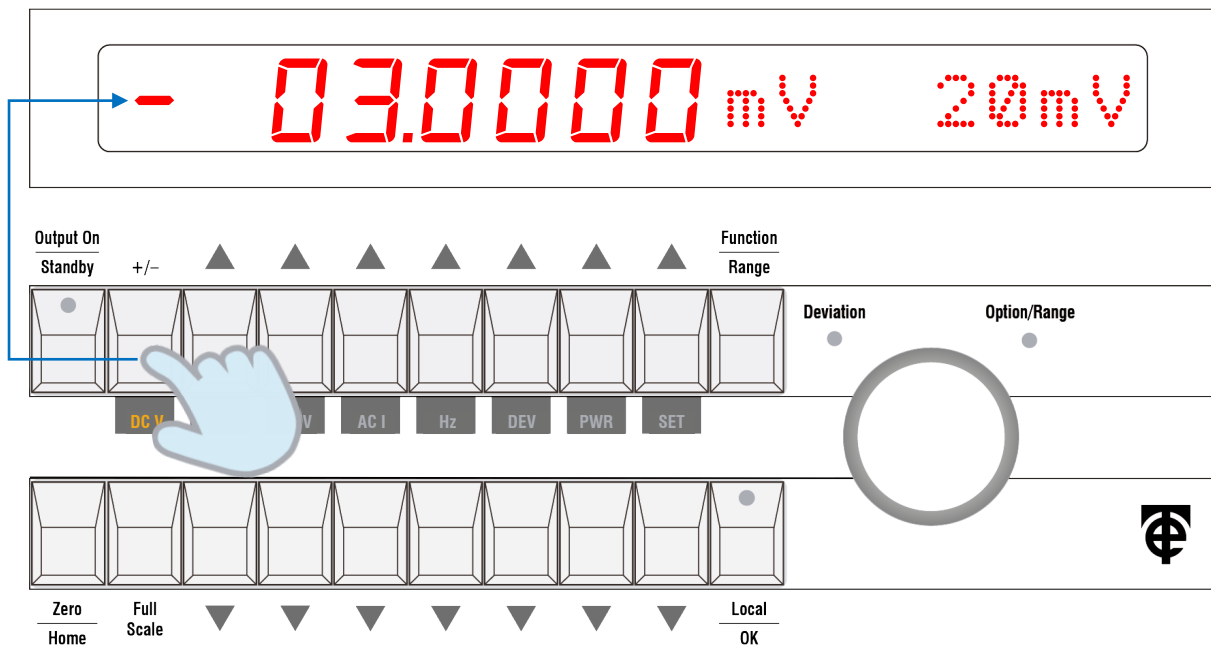 - 03.0000 mV 20mV
Output On
Standby
+/−
Function
Range
Deviation
Option/Range
DC V
V
AC I
Hz
DEV
PWR
SET
Zero
Home
Full
Scale
Local
OK